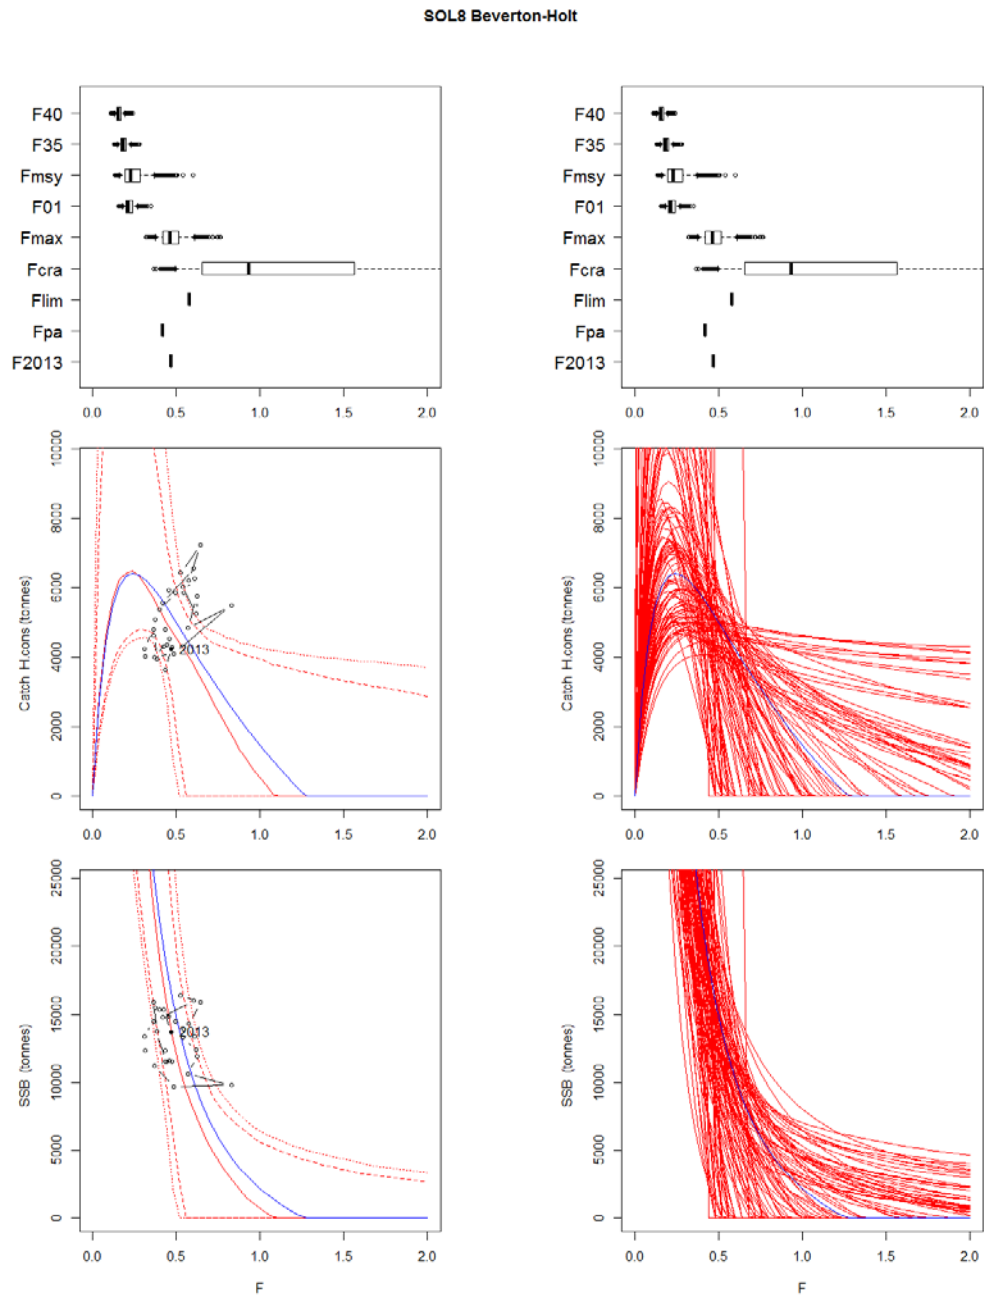 SOL8 Beverton-Holt
F40
F35
Fmsy
F01
Fmax
Fcra
Flim
Fpa
F2013
0.0 0.5 1.0 1.5 2.0
F40
F35
Fmsy
F01
Fmax
Fcra
Flim
Fpa
F2013
0.0 0.5 1.0 1.5 2.0
Catch H.cons (tonnes)
0 2000 4000 6000 8000 10000
2013
0.0 0.5 1.0 1.5 2.0
Catch H.cons (tonnes)
0 2000 4000 6000 8000 10000
0.0 0.5 1.0 1.5 2.0
SSB (tonnes)
0 5000 10000 15000 20000 25000
2013
0.0 0.5 1.0 1.5 2.0
F
SSB (tonnes)
0 5000 10000 15000 20000 25000
0.0 0.5 1.0 1.5 2.0
F